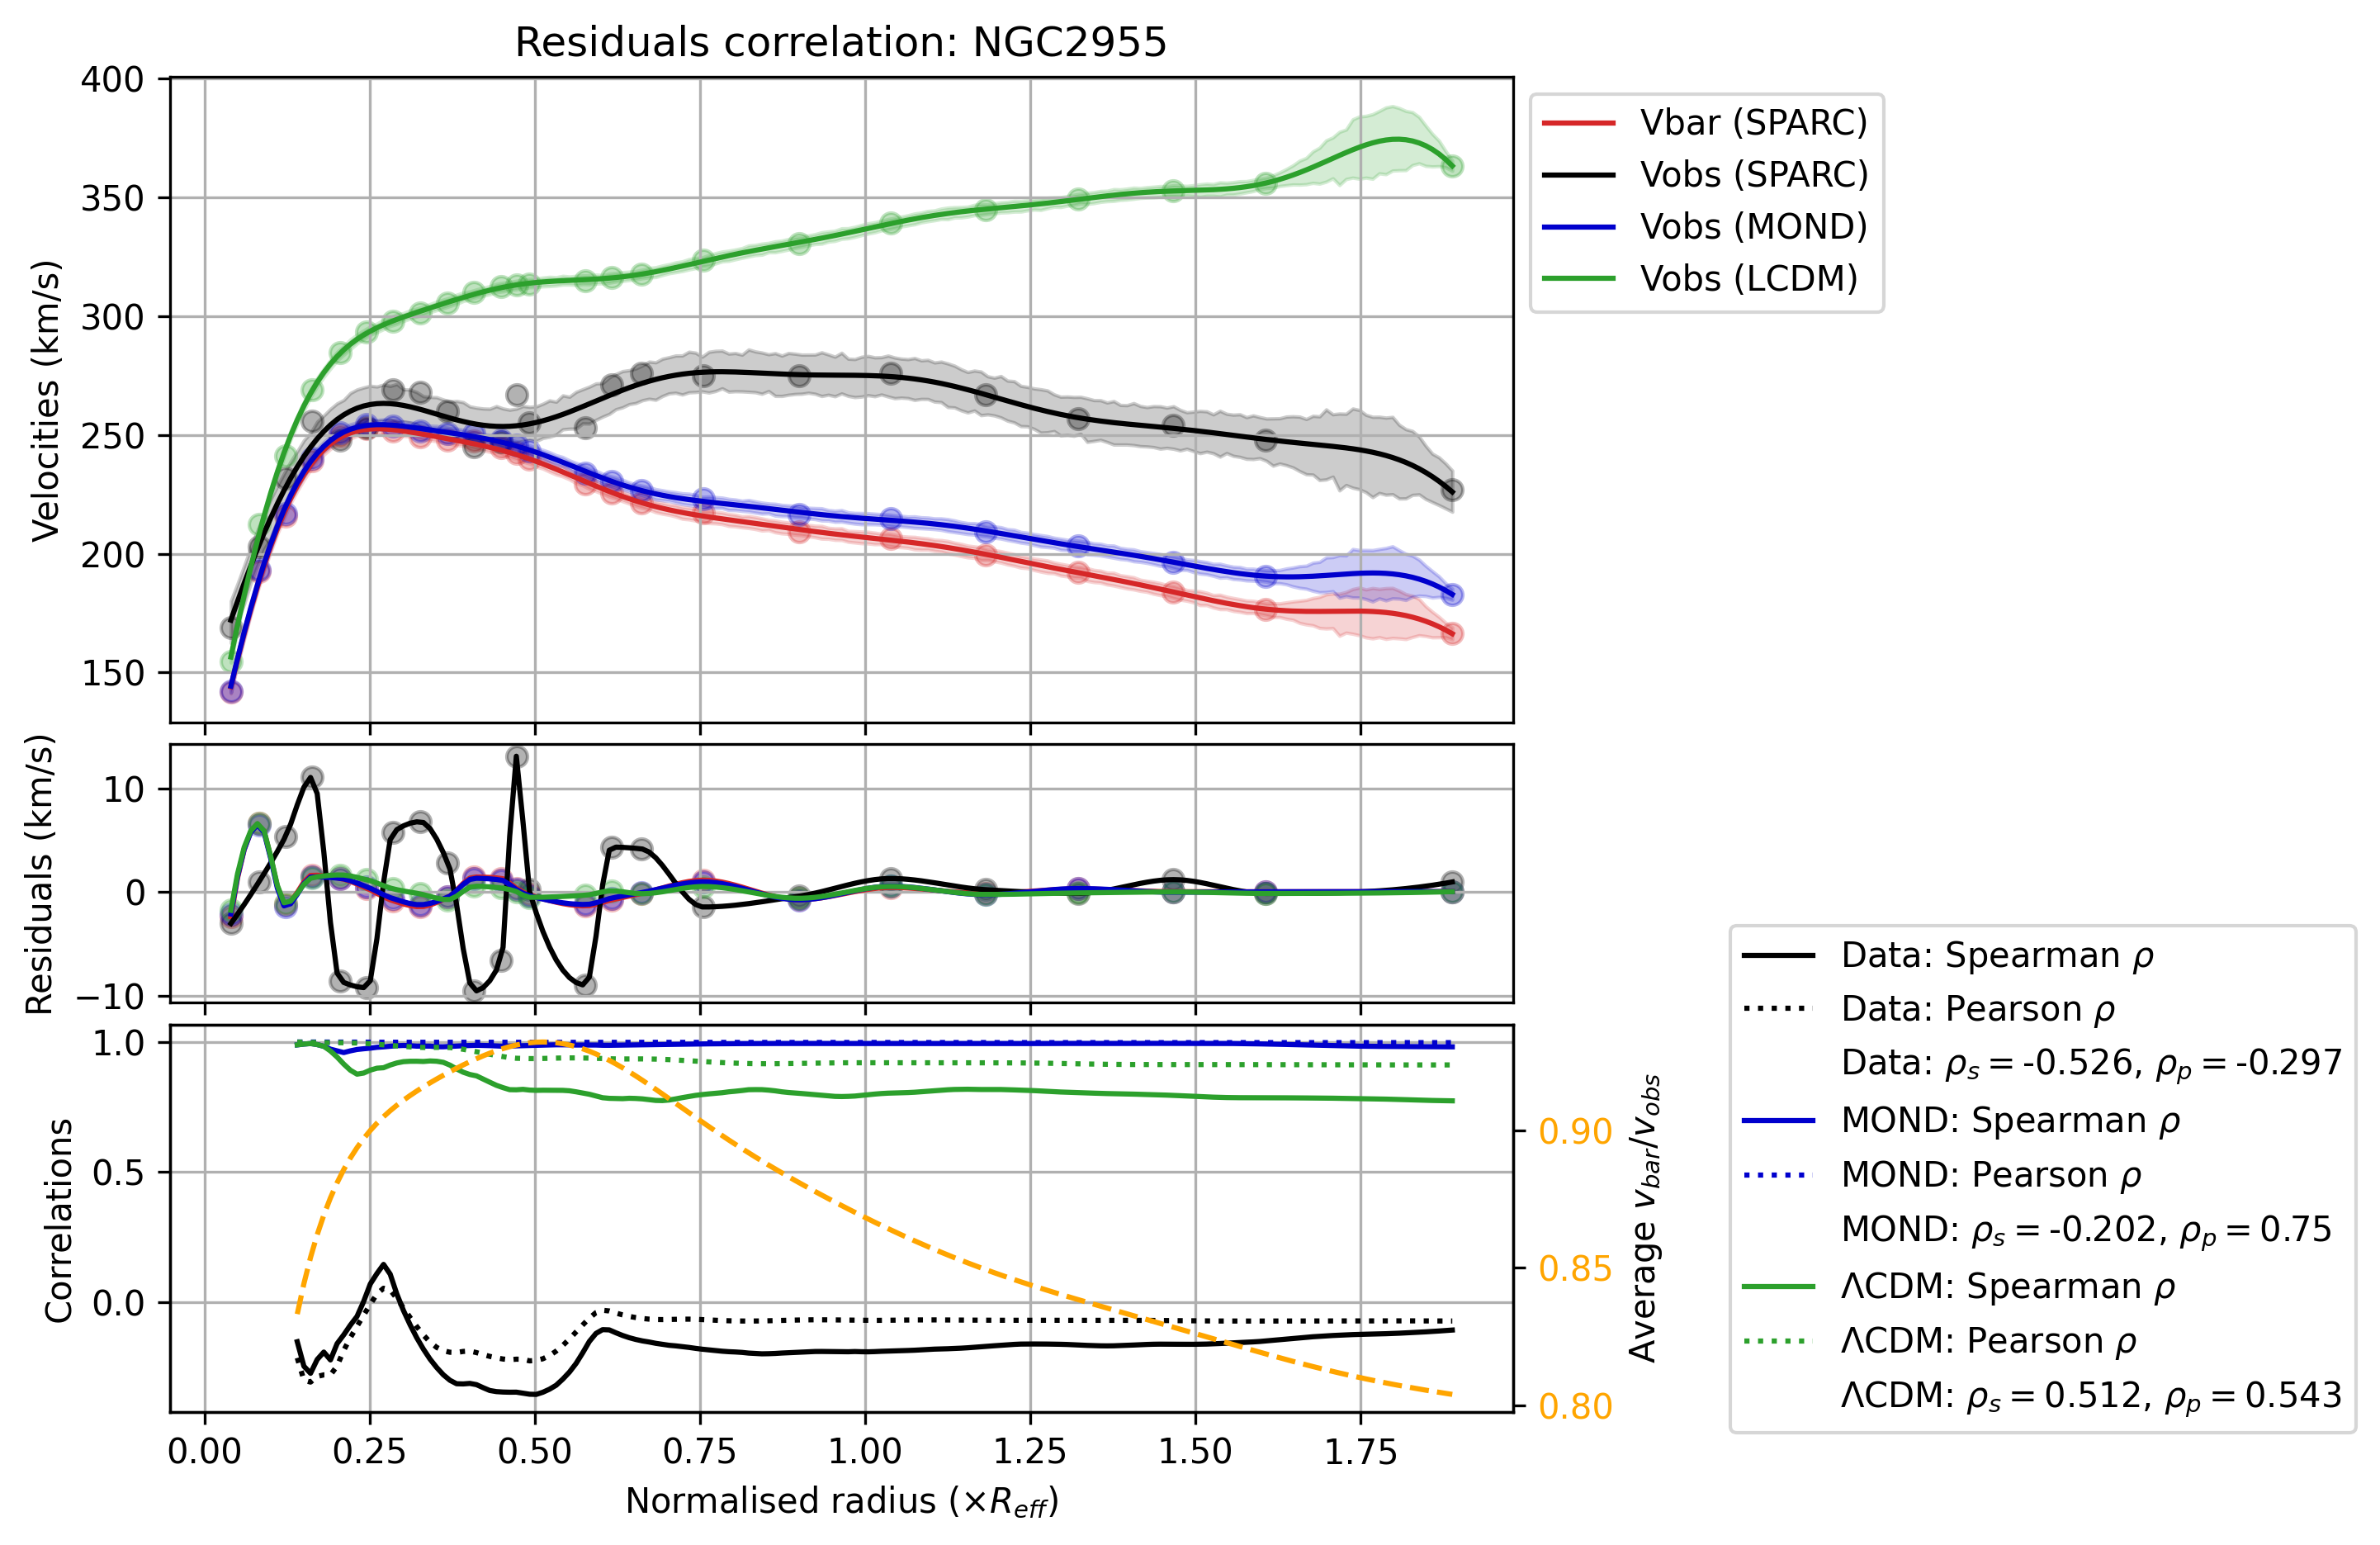 Residuals correlation: NGC2955
400
350
300
250
200
150
Velocities (km/s)
Vbar (SPARC)
Vobs (SPARC)
Vobs (MOND)
Vobs (LCDM)
10
0
−10
Residuals (km/s)
1.0
0.5
0.0
Correlations
0.90
0.85
0.80
Average v_bar/v_obs
0.00 0.25 0.50 0.75 1.00 1.25 1.50 1.75
Normalised radius (×R_eff)
Data: Spearman ρ
Data: Pearson ρ
Data: ρ_s = -0.526, ρ_p = -0.297
MOND: Spearman ρ
MOND: Pearson ρ
MOND: ρ_s = -0.202, ρ_p = 0.75
ΛCDM: Spearman ρ
ΛCDM: Pearson ρ
ΛCDM: ρ_s = 0.512, ρ_p = 0.543